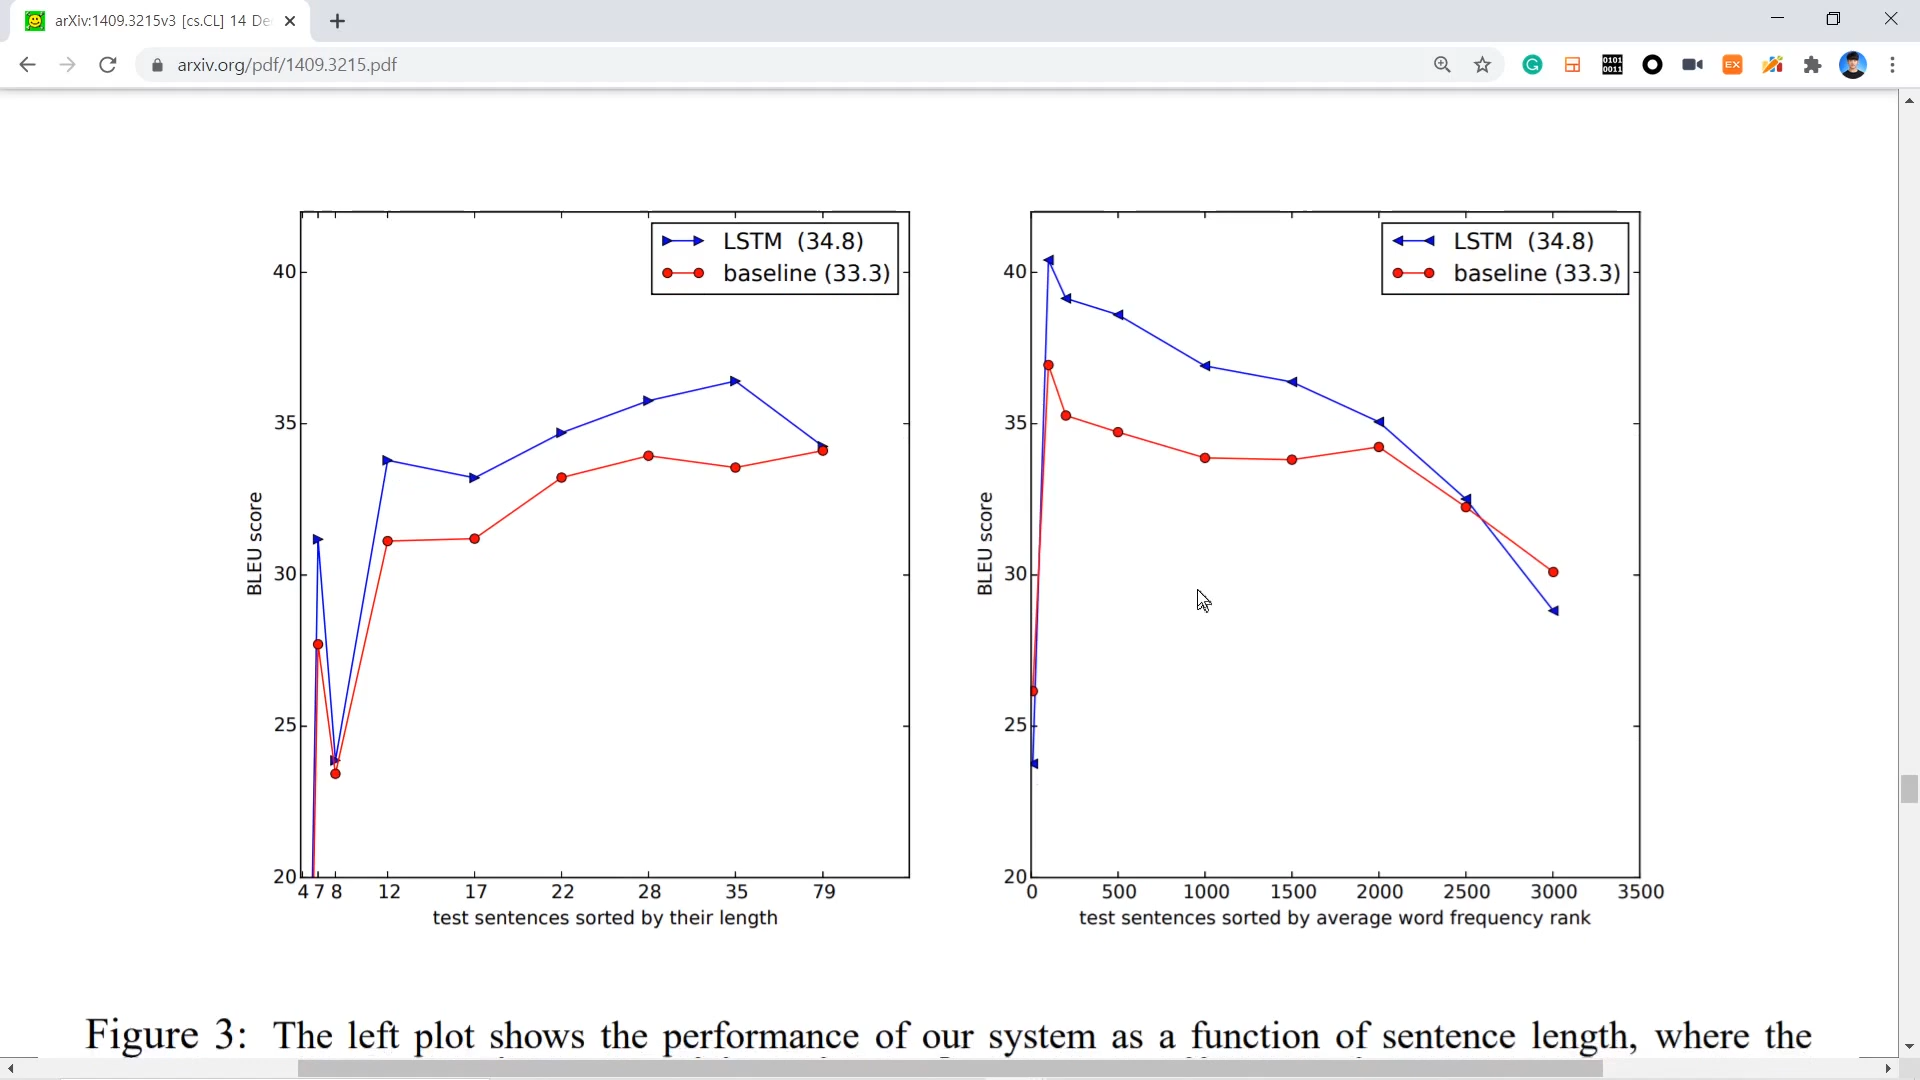 arXiv:1409.3215v3 [cs.CL] 14 De
arxiv.org/pdf/1409.3215.pdf
0101
0011
EX
LSTM (34.8)
baseline (33.3)
40
35
30
25
20
BLEU score
4 7 8 12 17 22 28 35 79
test sentences sorted by their length
LSTM (34.8)
baseline (33.3)
40
35
30
25
20
BLEU score
0 500 1000 1500 2000 2500 3000 3500
test sentences sorted by average word frequency rank
Figure 3: The left plot shows the performance of our system as a function of sentence length, where the